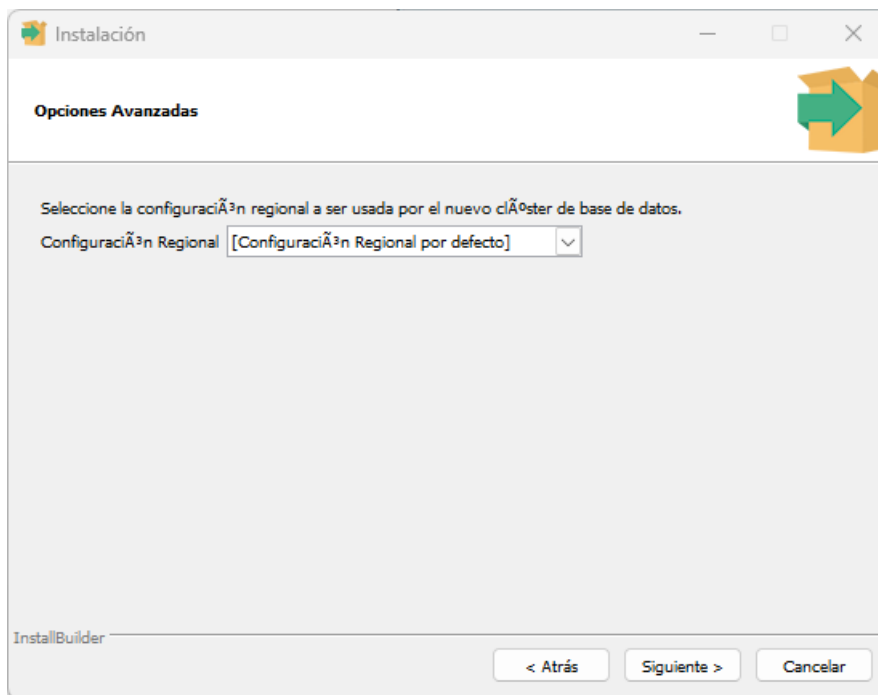 Instalación
Opciones Avanzadas
Seleccione la configuraciÃ³n regional a ser usada por el nuevo clÃºster de base de datos.
ConfiguraciÃ³n Regional [ConfiguraciÃ³n Regional por defecto]
InstallBuilder
< Atrás Siguiente > Cancelar